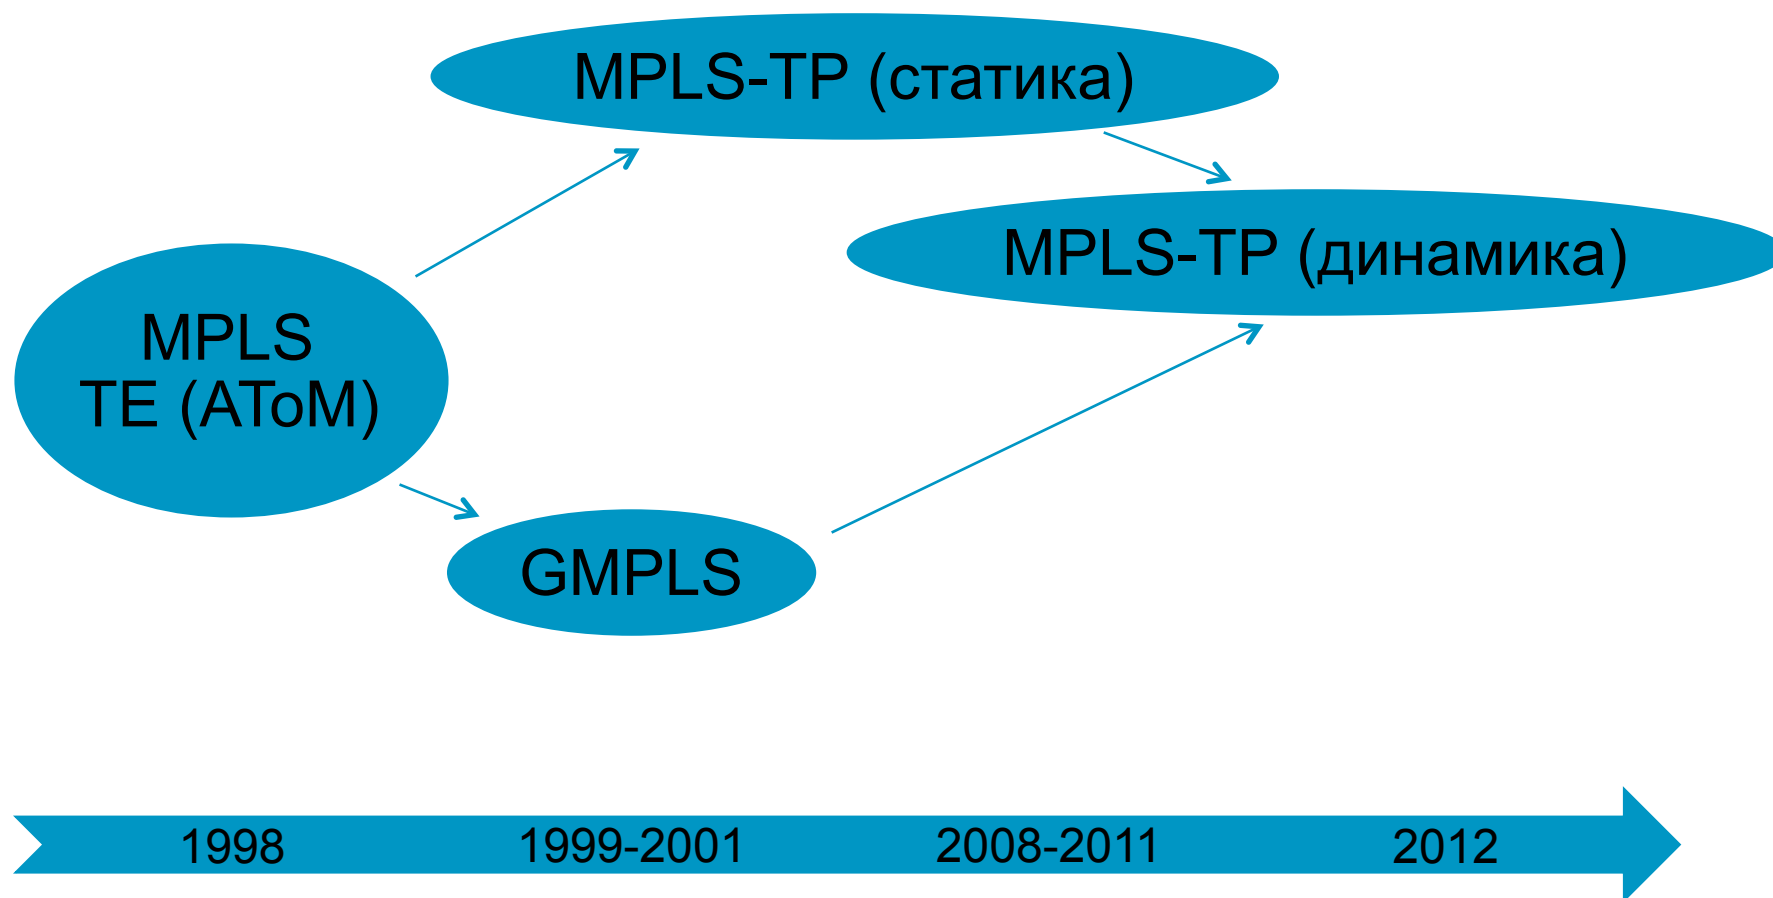 MPLS-TP (статика)
MPLS-TP (динамика)
MPLS
TE (AToM)
GMPLS
1998
1999-2001
2008-2011
2012